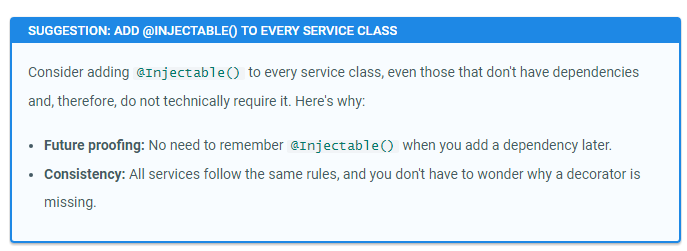 SUGGESTION: ADD @INJECTABLE() TO EVERY SERVICE CLASS
Consider adding @Injectable() to every service class, even those that don't have dependencies
and, therefore, do not technically require it. Here's why:
• Future proofing: No need to remember @Injectable() when you add a dependency later.
• Consistency: All services follow the same rules, and you don't have to wonder why a decorator is
missing.